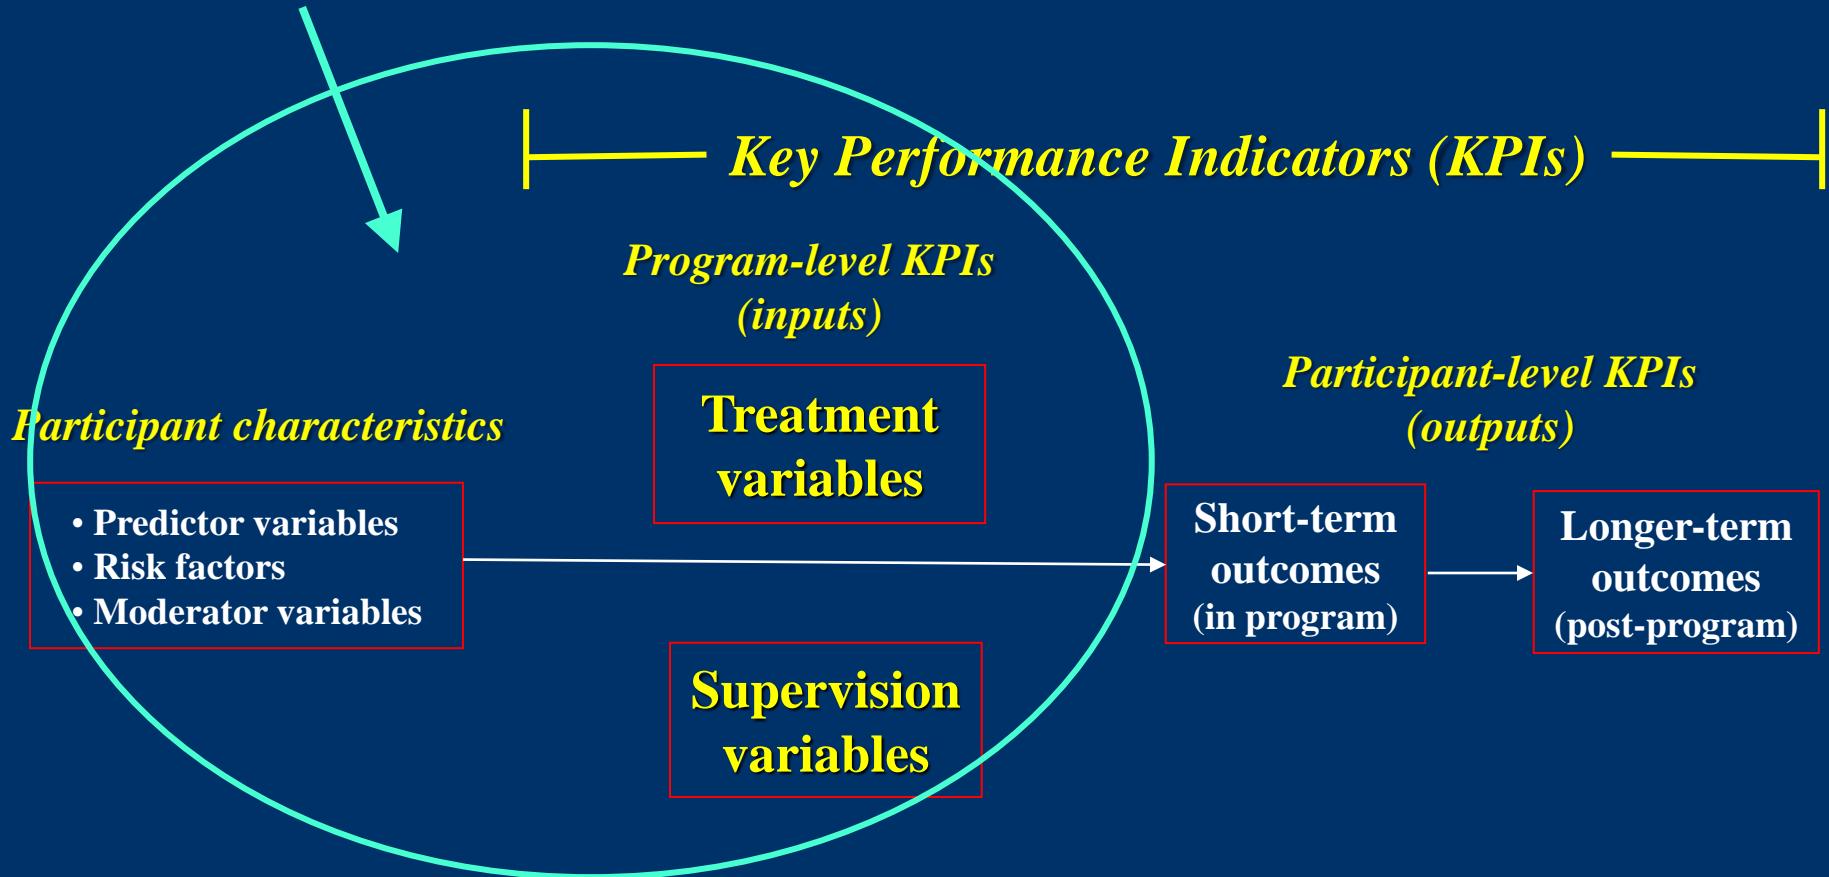 Key Performance Indicators (KPIs)
Program-level KPIs
(inputs)
Treatment
variables
Participant-level KPIs
(outputs)
Participant characteristics
• Predictor variables
• Risk factors
• Moderator variables
Short-term
outcomes
(in program)
Longer-term
outcomes
(post-program)
Supervision
variables